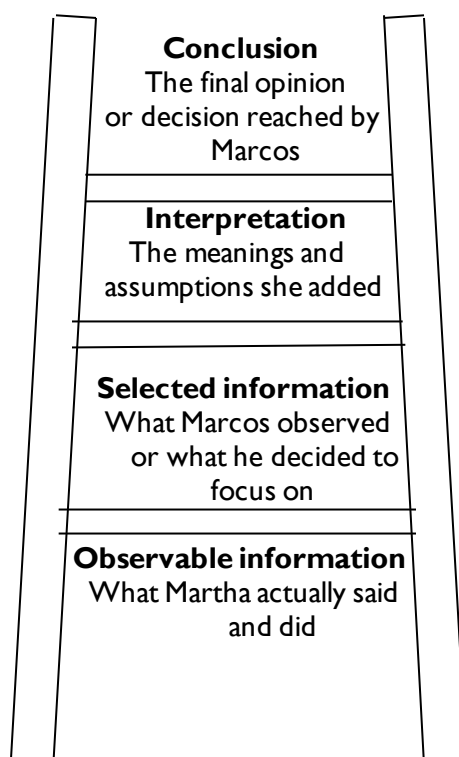 Conclusion
The final opinion
or decision reached by
Marcos
Interpretation
The meanings and
assumptions she added
Selected information
What Marcos observed
or what he decided to
focus on
Observable information
What Martha actually said
and did